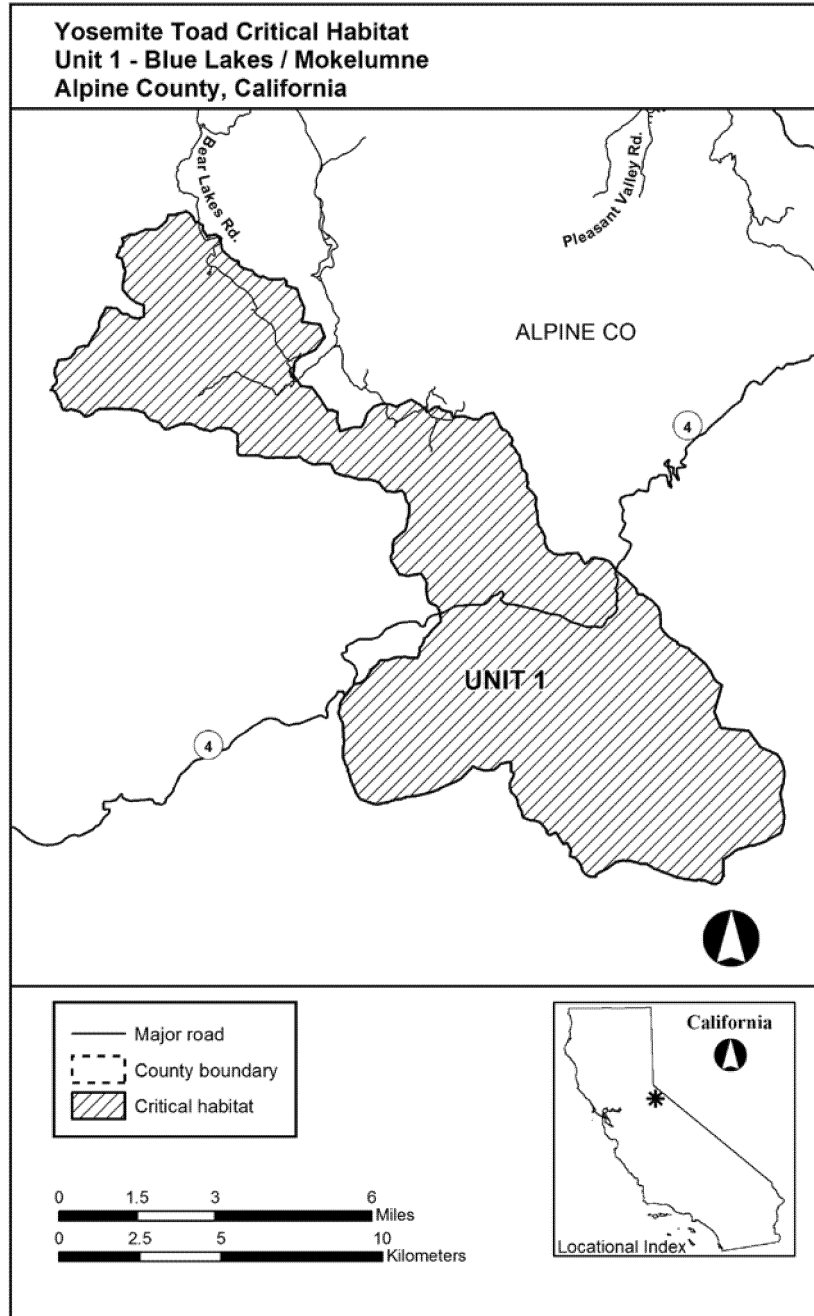 Yosemite Toad Critical Habitat
Unit 1 - Blue Lakes / Mokelumne
Alpine County, California
Bear Lakes Rd.
Pleasant Valley Rd.
ALPINE CO
4
UNIT 1
4
Major road
County boundary
Critical habitat
California
Locational Index
0 1.5 3 6
Miles
0 2.5 5 10
Kilometers